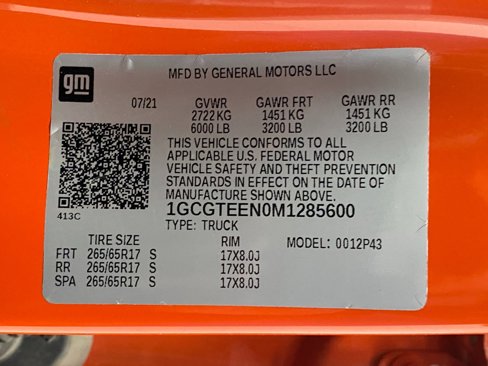 gm
MFD BY GENERAL MOTORS LLC
07/21 GVWR GAWR FRT GAWR RR
2722 KG 1451 KG 1451 KG
6000 LB 3200 LB 3200 LB
THIS VEHICLE CONFORMS TO ALL
APPLICABLE U.S. FEDERAL MOTOR
VEHICLE SAFETY AND THEFT PREVENTION
STANDARDS IN EFFECT ON THE DATE OF
MANUFACTURE SHOWN ABOVE.
413C 1GCGTEEN0M1285600
TYPE: TRUCK
TIRE SIZE RIM MODEL: 0012P43
FRT 265/65R17 S 17X8.0J
RR 265/65R17 S 17X8.0J
SPA 265/65R17 S 17X8.0J